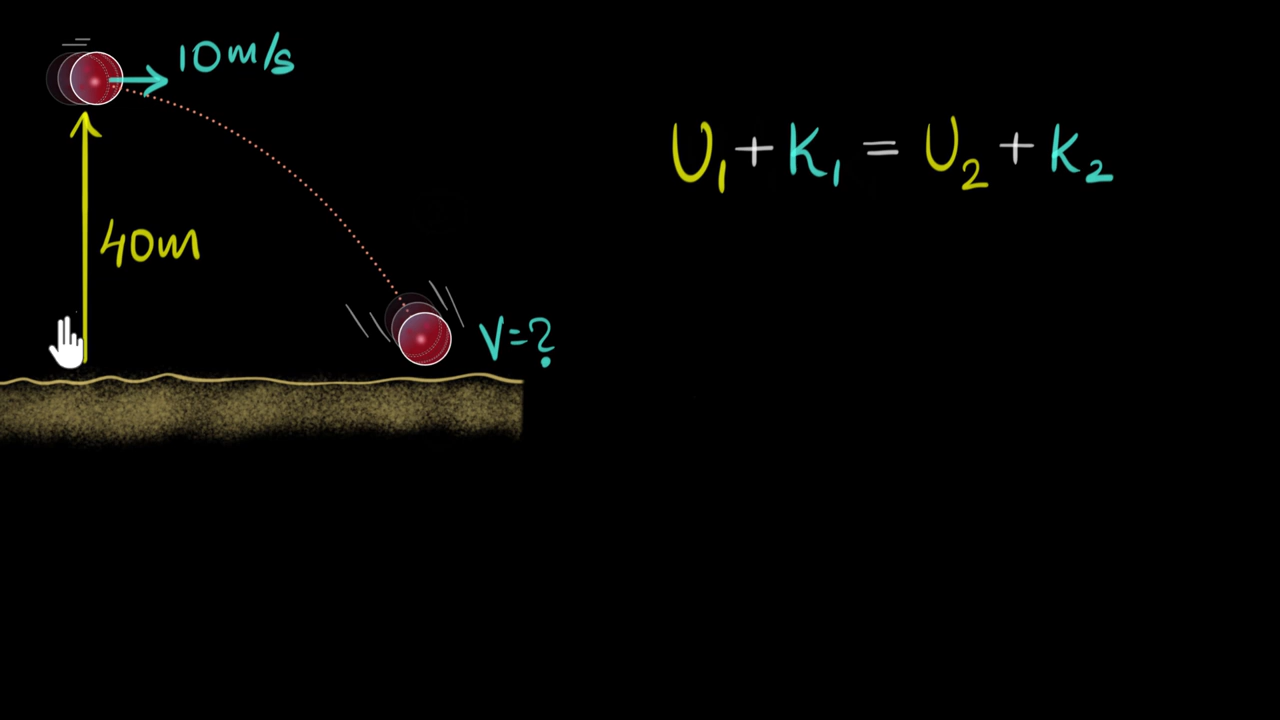 10m/s
U₁ + K₁ = U₂ + K₂
40m
V=?